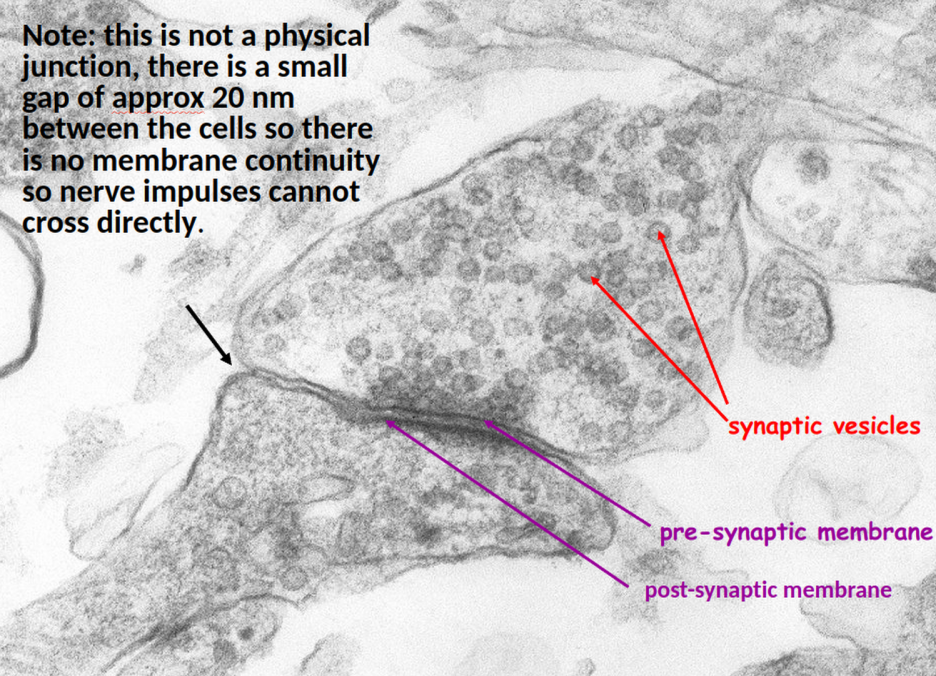 Note: this is not a physical
junction, there is a small
gap of approx 20 nm
between the cells so there
is no membrane continuity
so nerve impulses cannot
cross directly.
synaptic vesicles
pre-synaptic membrane
post-synaptic membrane